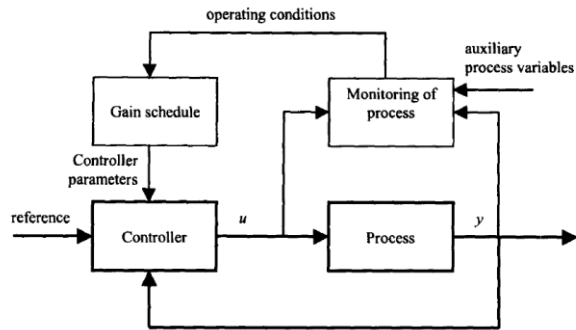 operating conditions
auxiliary
process variables
Gain schedule
Monitoring of
process
Controller
parameters
reference
Controller
u
Process
y